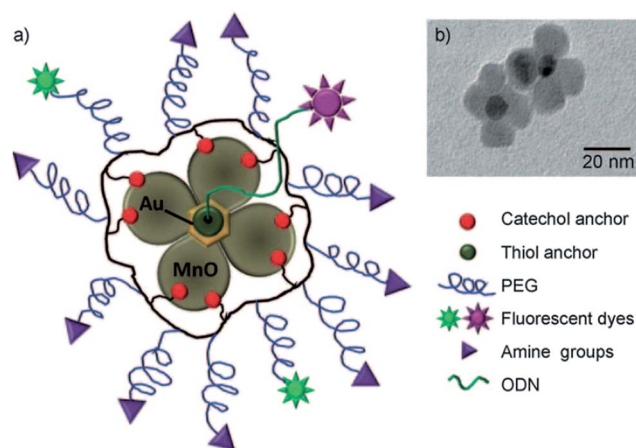 a)
b)
Au
MnO
20 nm
Catechol anchor
Thiol anchor
PEG
Fluorescent dyes
Amine groups
ODN